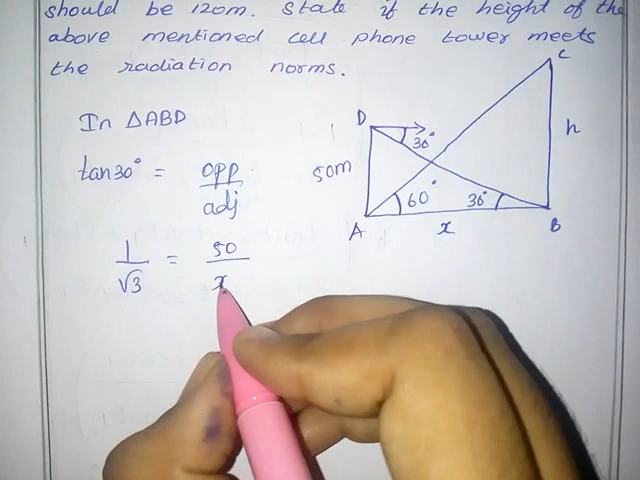 should be 120m. State if the height of the
above mentioned cell phone tower meets
the radiation norms.
In ΔABD
tan30° = opp
adj
1
√3
=
50
x
D
C
30°
50m
h
60°
30°
A
x
B